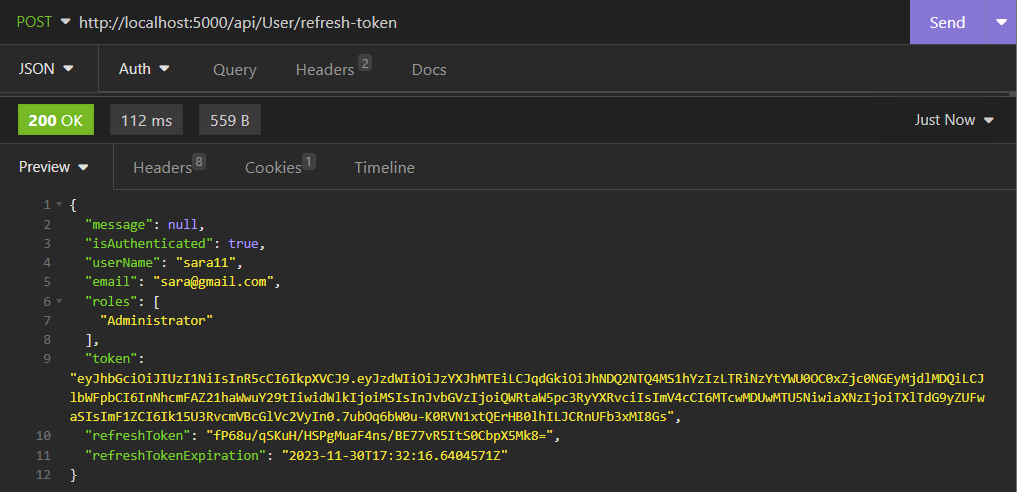 POST http://localhost:5000/api/User/refresh-token Send
JSON Auth Query Headers 2 Docs
200 OK 112 ms 559 B Just Now
Preview Headers 8 Cookies 1 Timeline
1 {
2 "message": null,
3 "isAuthenticated": true,
4 "userName": "sara11",
5 "email": "sara@gmail.com",
6 "roles": [
7 "Administrator"
8 ],
9 "token":
"eyJhbGciOiJIUzI1NiIsInR5cCI6IkpXVCJ9.eyJzdWIiOiJzYXJhMTEiLCJqdGkiOiJhNDQ2NTQ4MS1hYzIzLTRiNzYtYWU0OC0xZjc0NGEyMjdlMDQiLCJ
lbWFpbCI6InNhcmFAZ21haWwuY29tIiwidWlkIjoiMSIsInJvbGVzIjoiQWRtaW5pc3RyYXRvciIsImV4cCI6MTcwMDUwMTU5NiwiaXNzIjoiTXlTdG9yZUFw
aSIsImF1ZCI6Ik15U3RvcmVBcGlVc2VyIn0.7ubOq6bW0u-K0RVN1xtQErHB0lhILJCRnUFb3xMI8Gs",
10 "refreshToken": "fP68u/qSKuH/HSPgMuaF4ns/BE77vR5ItS0CbpX5Mk8=",
11 "refreshTokenExpiration": "2023-11-30T17:32:16.6404571Z"
12 }